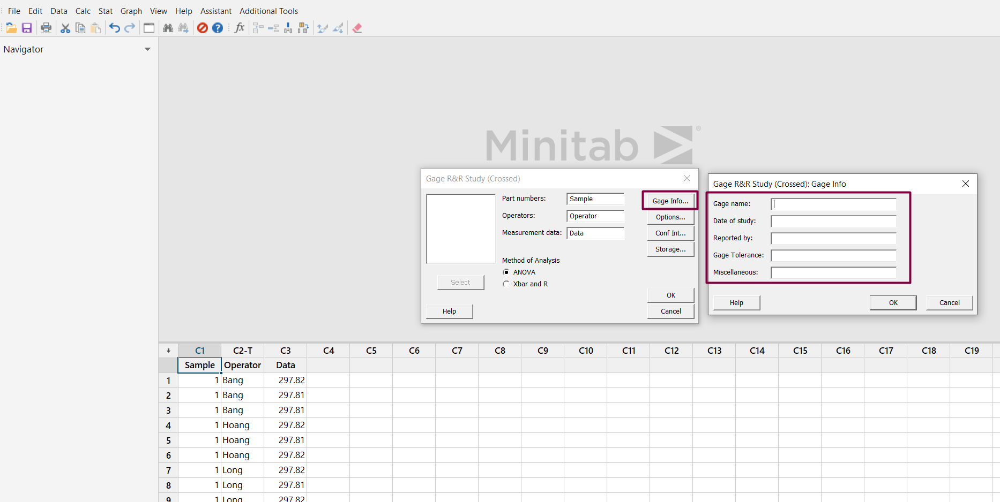 File Edit Data Calc Stat Graph View Help Assistant Additional Tools
fx
Navigator
Minitab ®
Gage R&R Study (Crossed)
Part numbers: Sample
Operators: Operator
Measurement data: Data
Method of Analysis
ANOVA
Xbar and R
Select
Help
Gage Info...
Options...
Conf Int...
Storage...
OK
Cancel
Gage R&R Study (Crossed): Gage Info
Gage name:
Date of study:
Reported by:
Gage Tolerance:
Miscellaneous:
Help OK Cancel
C1 C2-T C3 C4 C5 C6 C7 C8 C9 C10 C11 C12 C13 C14 C15 C16 C17 C18 C19
Sample Operator Data
1 1 Bang 297.82
2 1 Bang 297.81
3 1 Bang 297.81
4 1 Hoang 297.82
5 1 Hoang 297.81
6 1 Hoang 297.82
7 1 Long 297.82
8 1 Long 297.81
9 1 Long 297.82